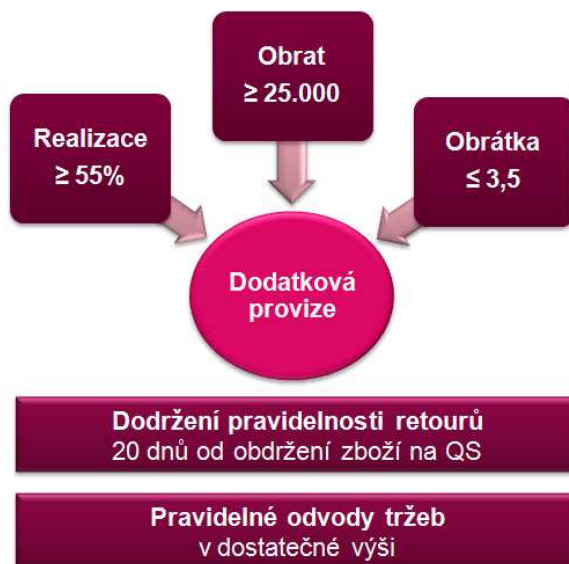 Obrat
≥ 25.000
Realizace
≥ 55%
Obrátka
≤ 3,5
Dodatková
provize
Dodržení pravidelnosti retourů
20 dnů od obdržení zboží na QS
Pravidelné odvody tržeb
v dostatečné výši